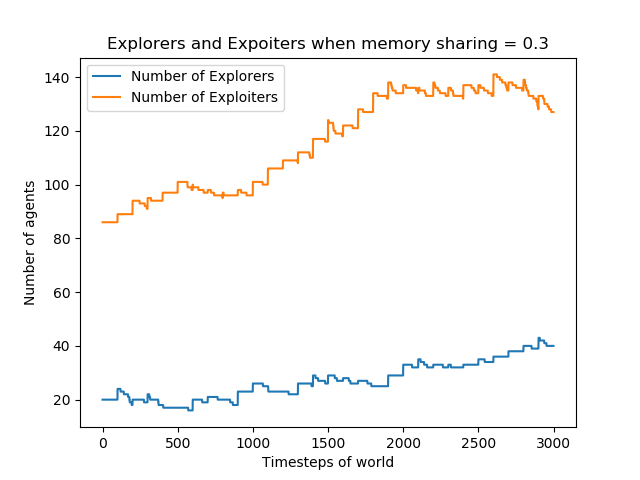 Explorers and Expoiters when memory sharing = 0.3
Number of Explorers
Number of Exploiters
Number of agents
140
120
100
80
60
40
20
0 500 1000 1500 2000 2500 3000
Timesteps of world